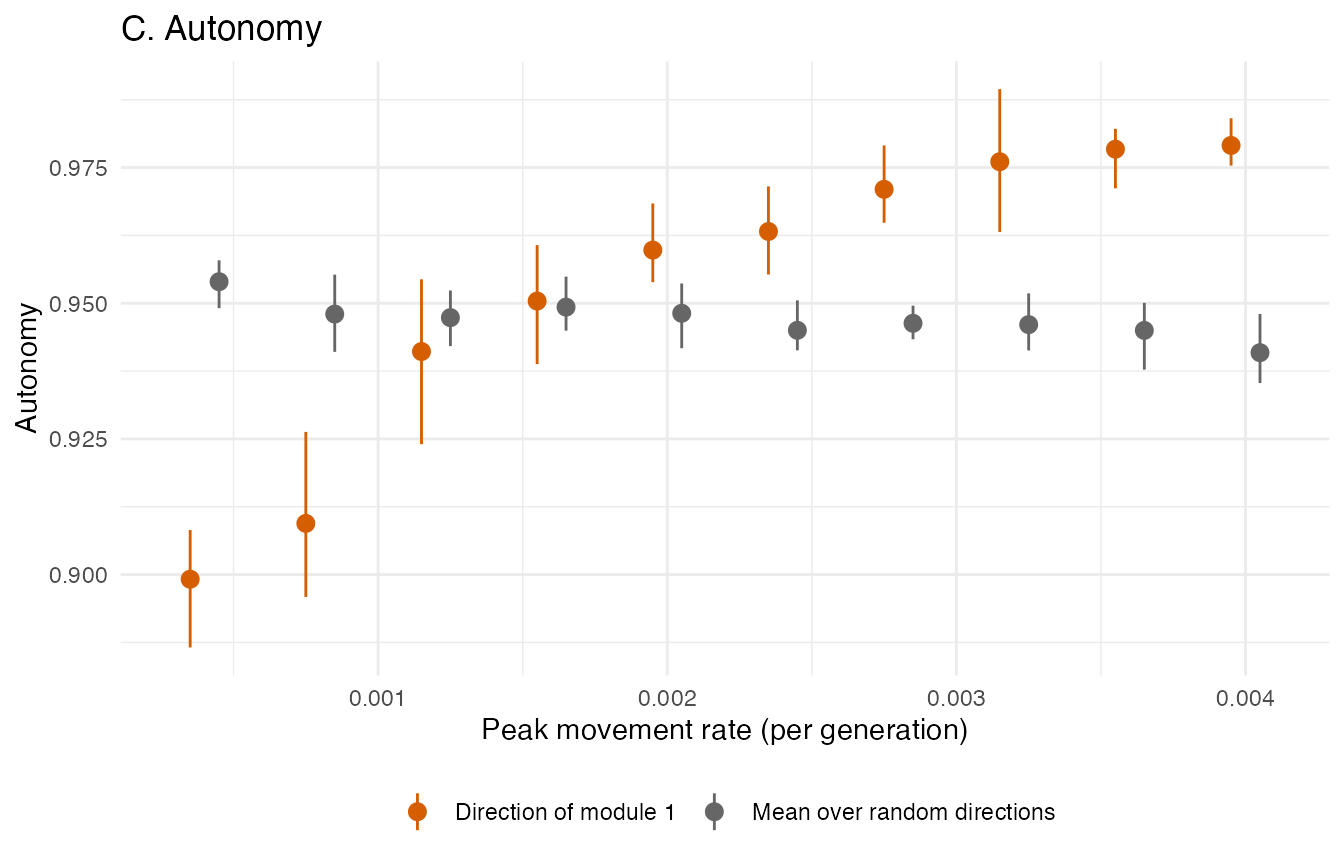 C. Autonomy
Autonomy
0.975
0.950
0.925
0.900
0.001
0.002
0.003
0.004
Peak movement rate (per generation)
Direction of module 1
Mean over random directions